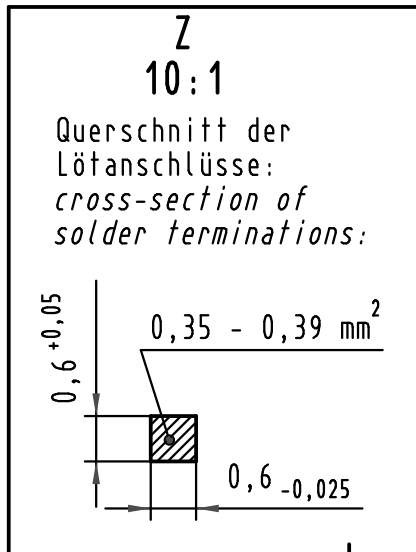 Z
10:1
Querschnitt der
Lötanschlüsse:
cross-section of
solder terminations:
0,6 +0,05
0,35 - 0,39 mm²
0,6 -0,025